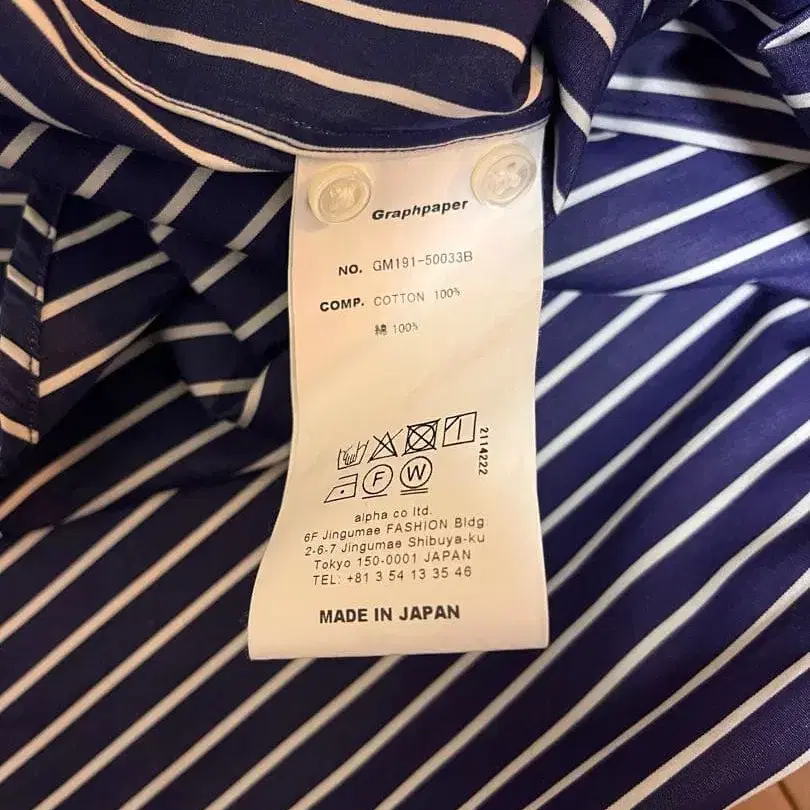 Graphpaper
NO. GM191-50033B
COMP. COTTON 100%
綿 100%
2114222
F W
alpha co ltd.
6F Jingumae FASHION Bldg.
2-6-7 Jingumae Shibuya-ku
Tokyo 150-0001 JAPAN
TEL: +81 3 54 13 35 46
MADE IN JAPAN